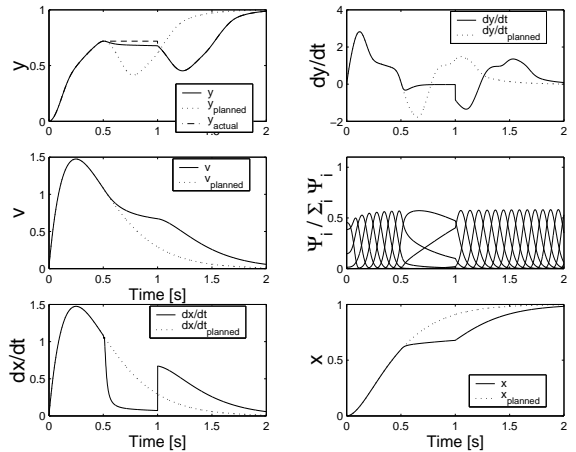 1
0.5
0
0 0.5 1 1.5 2
y
y
y_planned
y_actual
4
2
0
−2
0 0.5 1 1.5 2
dy/dt
dy/dt
dy/dt_planned
1.5
1
0.5
0
0 0.5 1 1.5 2
v
Time [s]
v
v_planned
1
0.5
0
0 0.5 1 1.5 2
Ψ_i / Σ_i Ψ_i
1.5
1
0.5
0
0 0.5 1 1.5 2
dx/dt
Time [s]
dx/dt
dx/dt_planned
1
0.5
0
0 0.5 1 1.5 2
x
Time [s]
x
x_planned